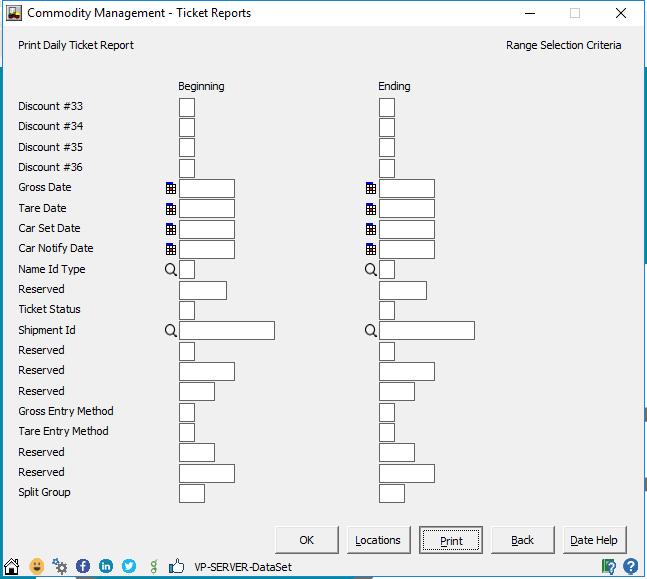 Commodity Management - Ticket Reports
Print Daily Ticket Report Range Selection Criteria
Beginning Ending
Discount #33
Discount #34
Discount #35
Discount #36
Gross Date
Tare Date
Car Set Date
Car Notify Date
Name Id Type
Reserved
Ticket Status
Shipment Id
Reserved
Reserved
Reserved
Gross Entry Method
Tare Entry Method
Reserved
Reserved
Split Group
OK Locations Print Back Date Help
VP-SERVER-DataSet